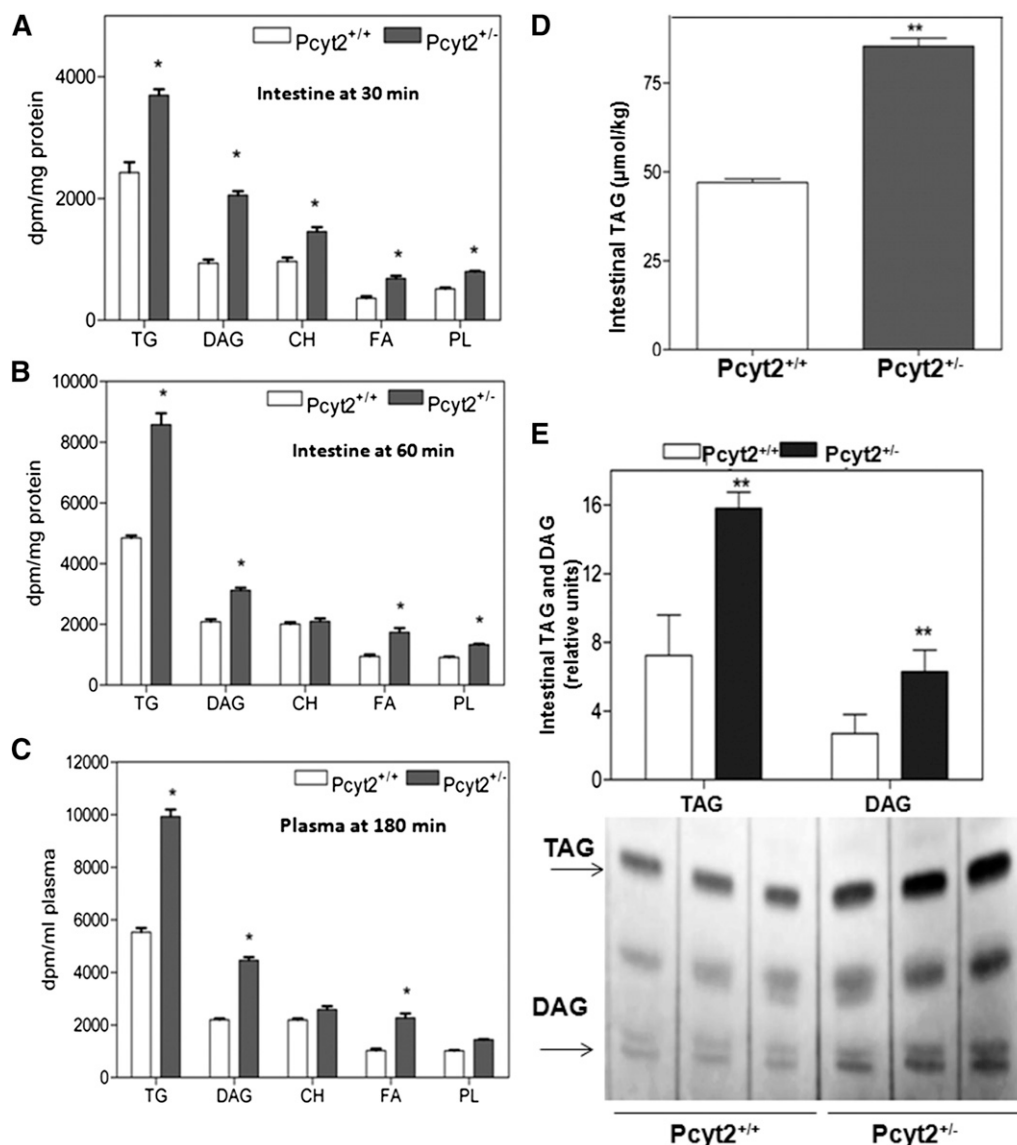 A
Pcyt2+/+ Pcyt2+/-
Intestine at 30 min
dpm/mg protein
4000
2000
0
TG DAG CH FA PL
* * * * *
B
Pcyt2+/+ Pcyt2+/-
Intestine at 60 min
dpm/mg protein
10000
8000
6000
4000
2000
0
TG DAG CH FA PL
* * * *
C
Pcyt2+/+ Pcyt2+/-
Plasma at 180 min
dpm/ml plasma
12000
10000
8000
6000
4000
2000
0
TG DAG CH FA PL
* * *
D
Intestinal TAG (µmol/kg)
75
50
25
0
**
Pcyt2+/+ Pcyt2+/-
E
Pcyt2+/+ Pcyt2+/-
Intestinal TAG and DAG
(relative units)
16
12
8
4
0
** **
TAG DAG
TAG
DAG
Pcyt2+/+ Pcyt2+/-